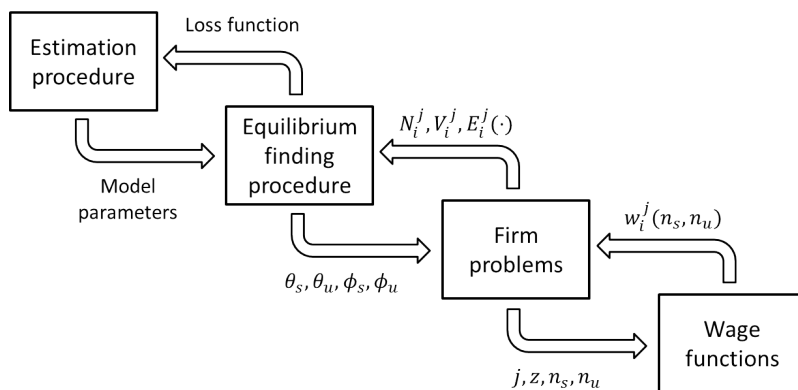 Loss function
Estimation
procedure
Equilibrium
finding
procedure
N_i^j, V_i^j, E_i^j(·)
Model
parameters
w_i^j(n_s, n_u)
Firm
problems
θ_s, θ_u, ϕ_s, ϕ_u
Wage
functions
j, z, n_s, n_u